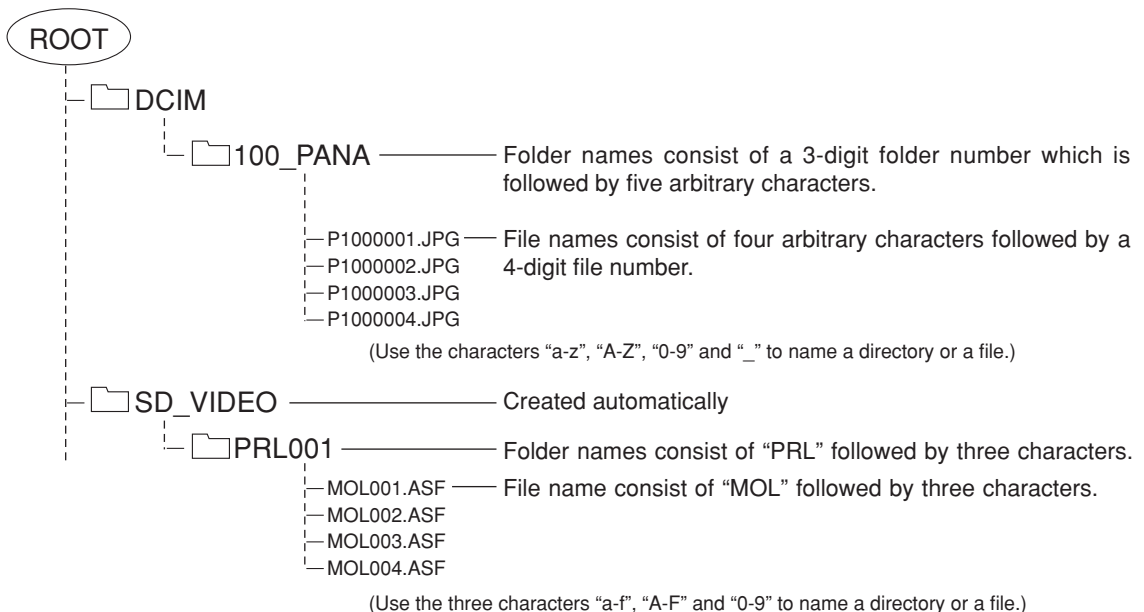 ROOT
DCIM
100_PANA Folder names consist of a 3-digit folder number which is
followed by five arbitrary characters.
P1000001.JPG File names consist of four arbitrary characters followed by a
P1000002.JPG 4-digit file number.
P1000003.JPG
P1000004.JPG
(Use the characters “a-z”, “A-Z”, “0-9” and “_” to name a directory or a file.)
SD_VIDEO Created automatically
PRL001 Folder names consist of “PRL” followed by three characters.
MOL001.ASF File name consist of “MOL” followed by three characters.
MOL002.ASF
MOL003.ASF
MOL004.ASF
(Use the three characters “a-f”, “A-F” and “0-9” to name a directory or a file.)